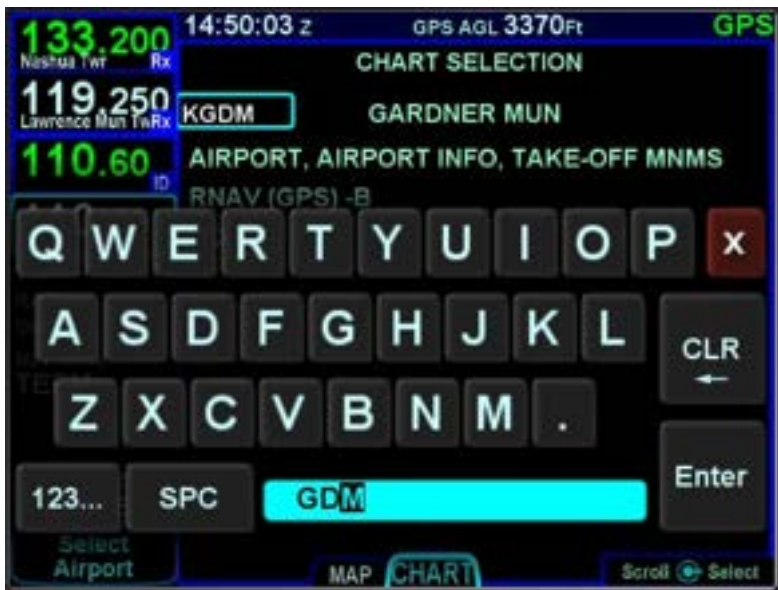 133.200 14:50:03 Z GPS AGL 3370Ft GPS
Nashua Twr Rx
CHART SELECTION
119.250
Lawrence Mun TwRx
KGDM GARDNER MUN
110.60 ID
AIRPORT, AIRPORT INFO, TAKE-OFF MNMS
RNAV (GPS) -B
Q W E R T Y U I O P X
A S D F G H J K L
CLR
Z X C V B N M .
123... SPC GDM Enter
Select
Airport
MAP CHART Scroll Select